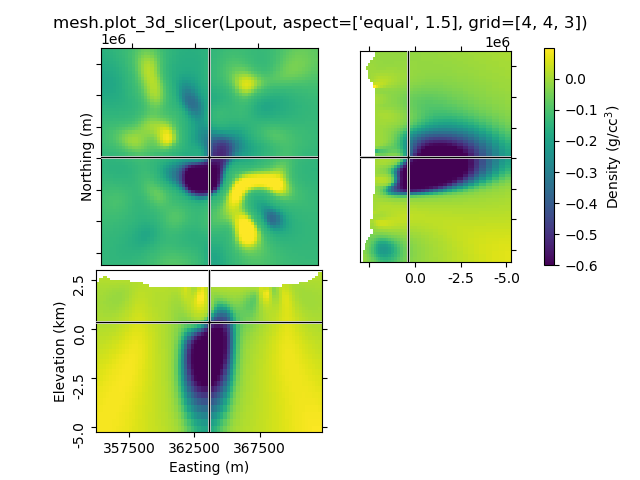 mesh.plot_3d_slicer(Lpout, aspect=['equal', 1.5], grid=[4, 4, 3])
1e6
1e6
Northing (m)
0.0
-2.5
-5.0
0.0
−0.1
−0.2
−0.3
−0.4
−0.5
−0.6
Density (g/cc³)
2.5
0.0
-2.5
-5.0
Elevation (km)
357500
362500
367500
Easting (m)